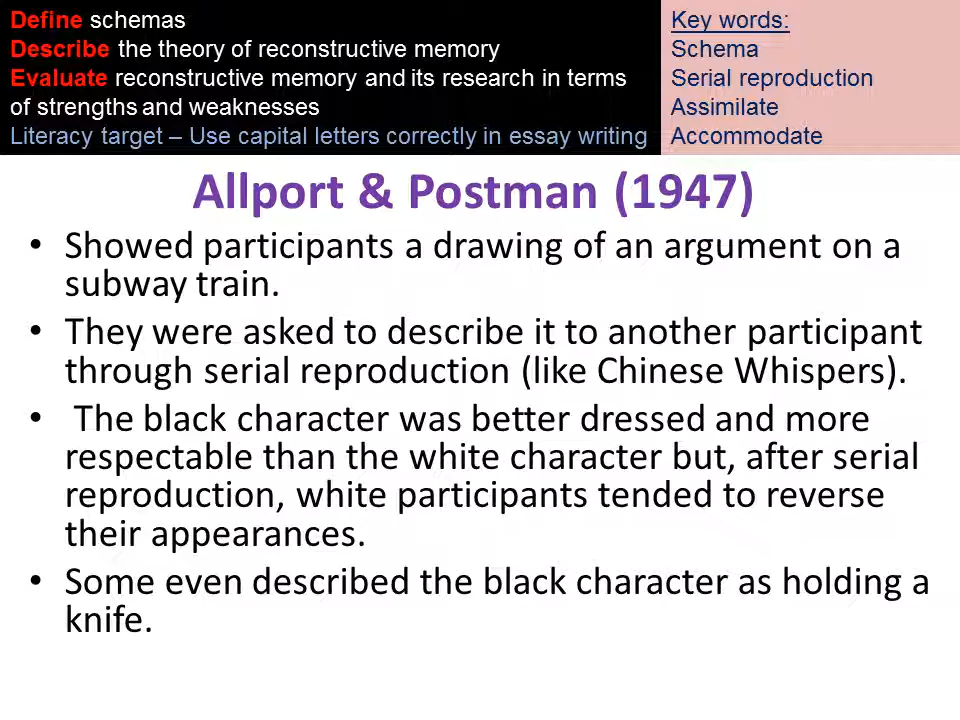 Define schemas
Describe the theory of reconstructive memory
Evaluate reconstructive memory and its research in terms
of strengths and weaknesses
Literacy target – Use capital letters correctly in essay writing
Key words:
Schema
Serial reproduction
Assimilate
Accommodate
Allport & Postman (1947)
• Showed participants a drawing of an argument on a
subway train.
• They were asked to describe it to another participant
through serial reproduction (like Chinese Whispers).
• The black character was better dressed and more
respectable than the white character but, after serial
reproduction, white participants tended to reverse
their appearances.
• Some even described the black character as holding a
knife.